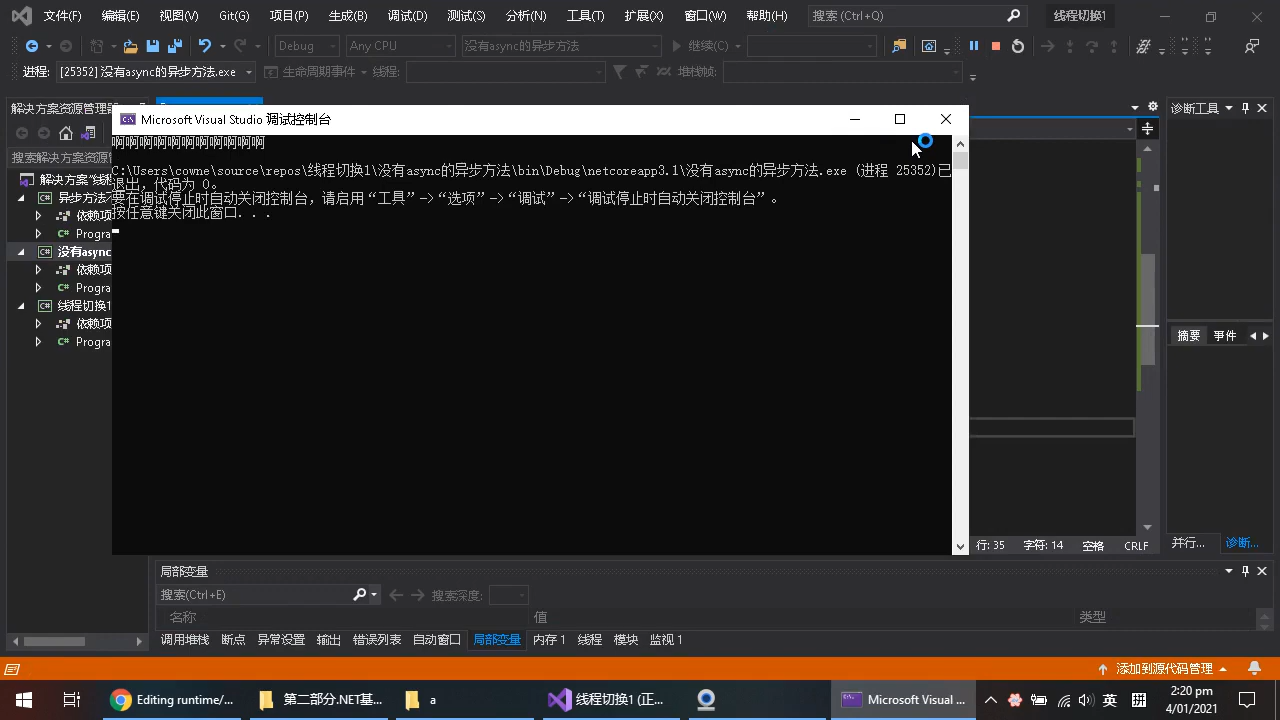 文件(F) 编辑(E) 视图(V) Git(G) 项目(P) 生成(B) 调试(D) 测试(S) 分析(N) 工具(T) 扩展(X) 窗口(W) 帮助(H) 搜索 (Ctrl+Q) 线程切换1
Debug Any CPU 没有async的异步方法 继续(C)
进程: [25352] 没有async的异步方法.exe 生命周期事件 线程: 堆栈帧:
解决方案资源管理器
搜索解决方案资源
解决方案"线
异步方法
依赖项
Progra
没有async
依赖项
Progra
线程切换1
依赖项
Progra
Microsoft Visual Studio 调试控制台
啊啊啊啊啊啊啊啊啊啊啊
C:\Users\cowne\source\repos\线程切换1\没有async的异步方法\bin\Debug\netcoreapp3.1\没有async的异步方法.exe (进程 25352)已
退出，代码为 0。
要在调试停止时自动关闭控制台，请启用“工具”->“选项”->“调试”->“调试停止时自动关闭控制台”。
按任意键关闭此窗口. . .
诊断工具
摘要 事件
并行... 诊断...
行: 35 字符: 14 空格 CRLF
局部变量
搜索(Ctrl+E) 搜索深度:
名称 值 类型
调用堆栈 断点 异常设置 输出 错误列表 自动窗口 局部变量 内存 1 线程 模块 监视 1
添加到源代码管理
Editing runtime/... 第二部分.NET基... a 线程切换1 (正... Microsoft Visual ... 英 拼 2:20 pm
4/01/2021